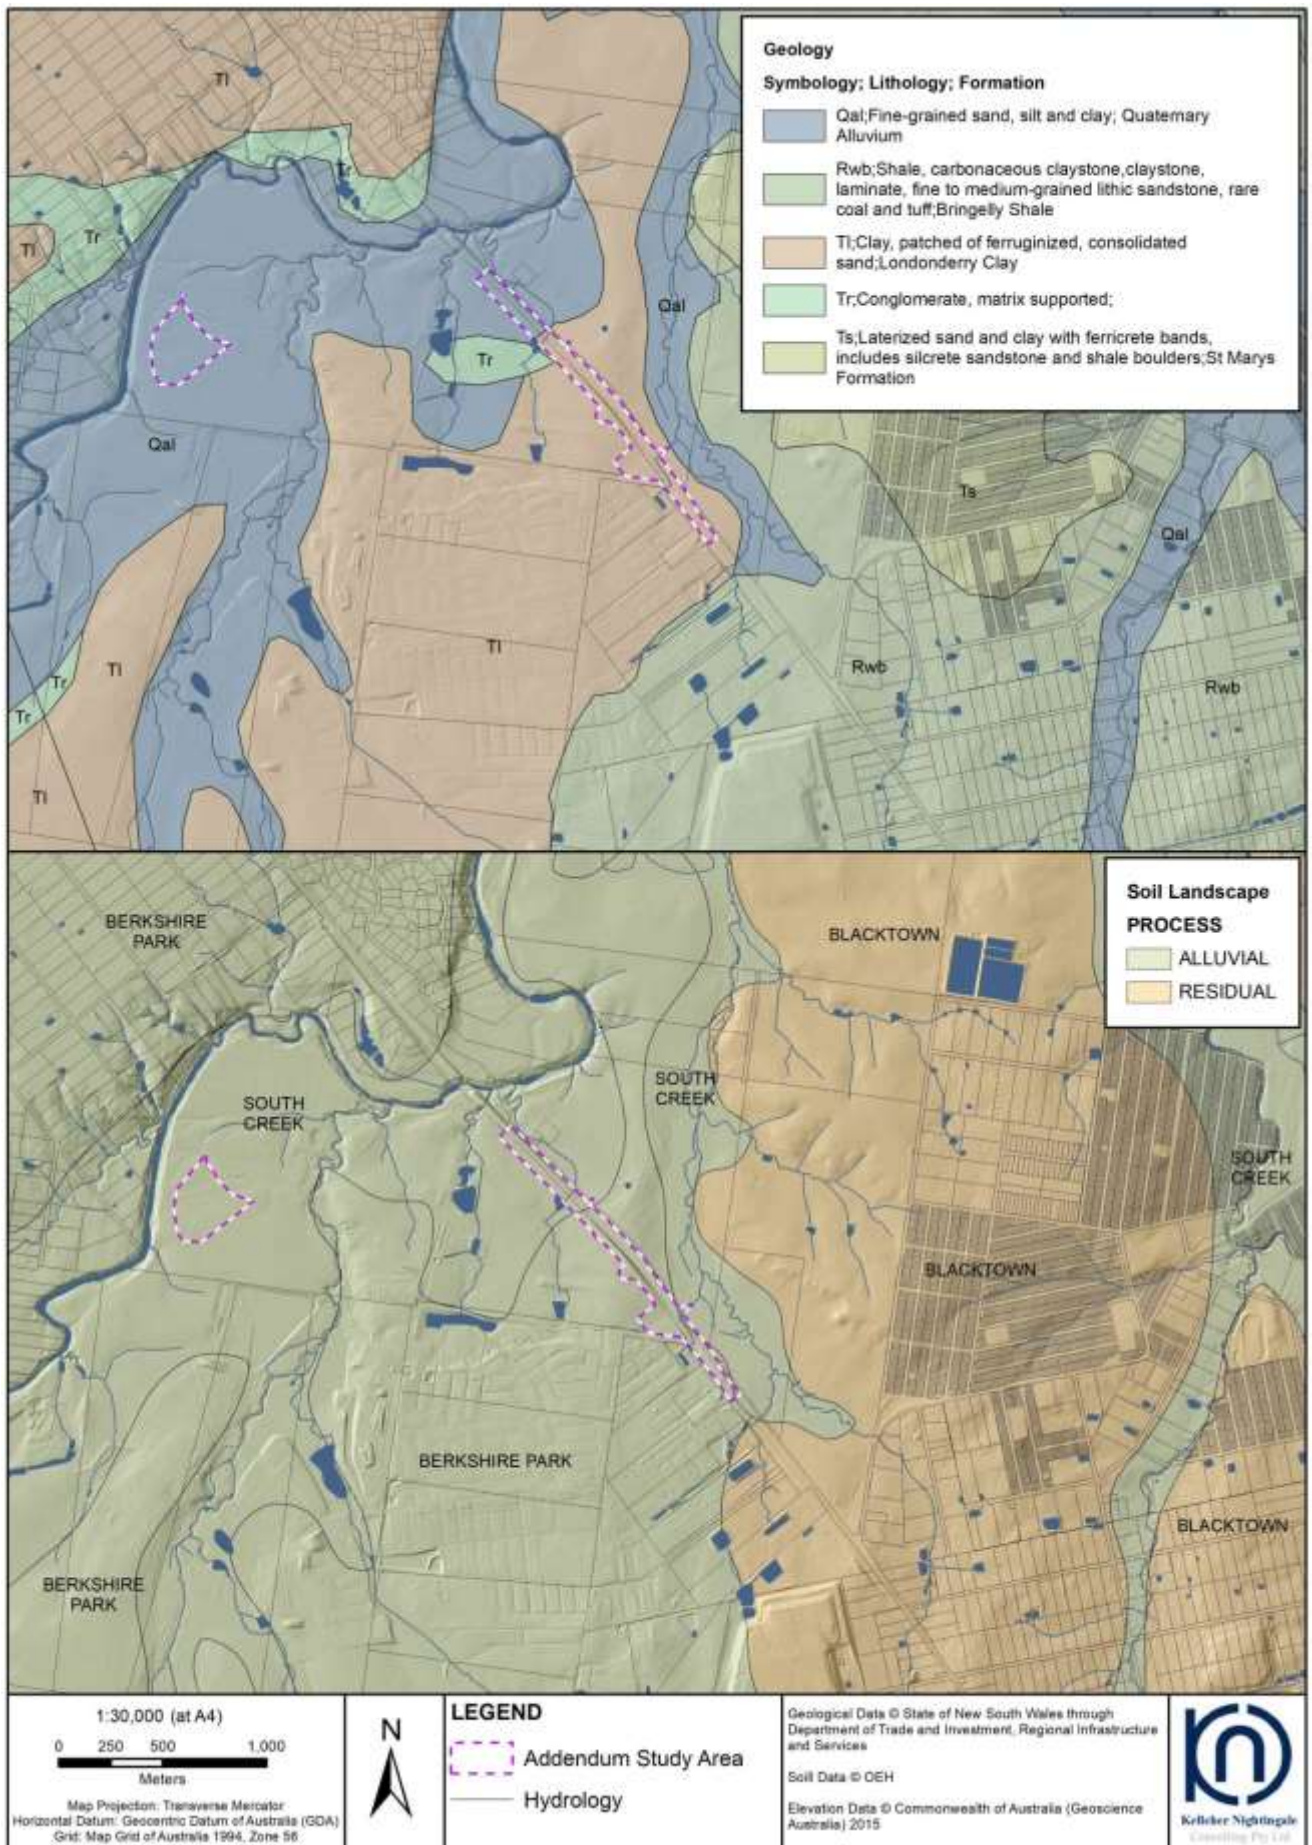 Geology
Symbology; Lithology; Formation
Qal;Fine-grained sand, silt and clay; Quaternary
Alluvium
Rwb;Shale, carbonaceous claystone,claystone,
laminate, fine to medium-grained lithic sandstone, rare
coal and tuff;Bringelly Shale
Tl;Clay, patched of ferruginized, consolidated
sand;Londonderry Clay
Tr;Conglomerate, matrix supported;
Ts;Laterized sand and clay with ferricrete bands,
includes silcrete sandstone and shale boulders;St Marys
Formation
Tl
Tr
Tr
Tl
Qal
Tr
Qal
Ts
Qal
Tl
Rwb
Rwb
Tl
Tr
Tr
Tl
Soil Landscape
PROCESS
ALLUVIAL
RESIDUAL
BERKSHIRE
PARK
BLACKTOWN
SOUTH
CREEK
SOUTH
CREEK
SOUTH
CREEK
BLACKTOWN
BERKSHIRE PARK
BLACKTOWN
BERKSHIRE
PARK
1:30,000 (at A4)
0 250 500 1,000
Meters
Map Projection: Transverse Mercator
Horizontal Datum: Geocentric Datum of Australia (GDA)
Grid: Map Grid of Australia 1994, Zone 56
N
LEGEND
Addendum Study Area
Hydrology
Geological Data © State of New South Wales through
Department of Trade and Investment, Regional Infrastructure
and Services
Soil Data © OEH
Elevation Data © Commonwealth of Australia (Geoscience
Australia) 2015
Kelleher Nightingale
Consulting Pty Ltd